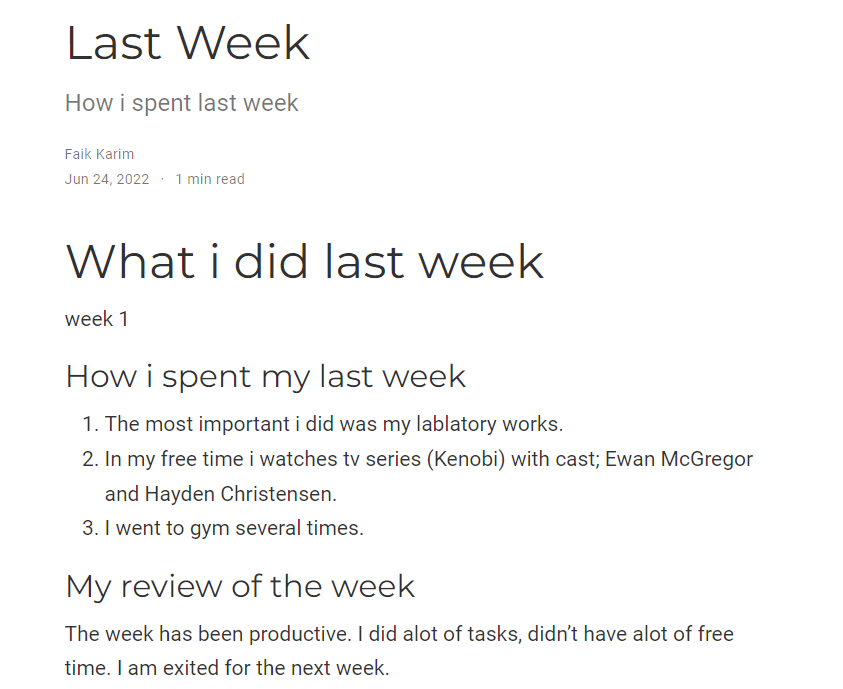 Last Week
How i spent last week
Faik Karim
Jun 24, 2022 · 1 min read
What i did last week
week 1
How i spent my last week
1. The most important i did was my lablatory works.
2. In my free time i watches tv series (Kenobi) with cast; Ewan McGregor
and Hayden Christensen.
3. I went to gym several times.
My review of the week
The week has been productive. I did alot of tasks, didn’t have alot of free
time. I am exited for the next week.